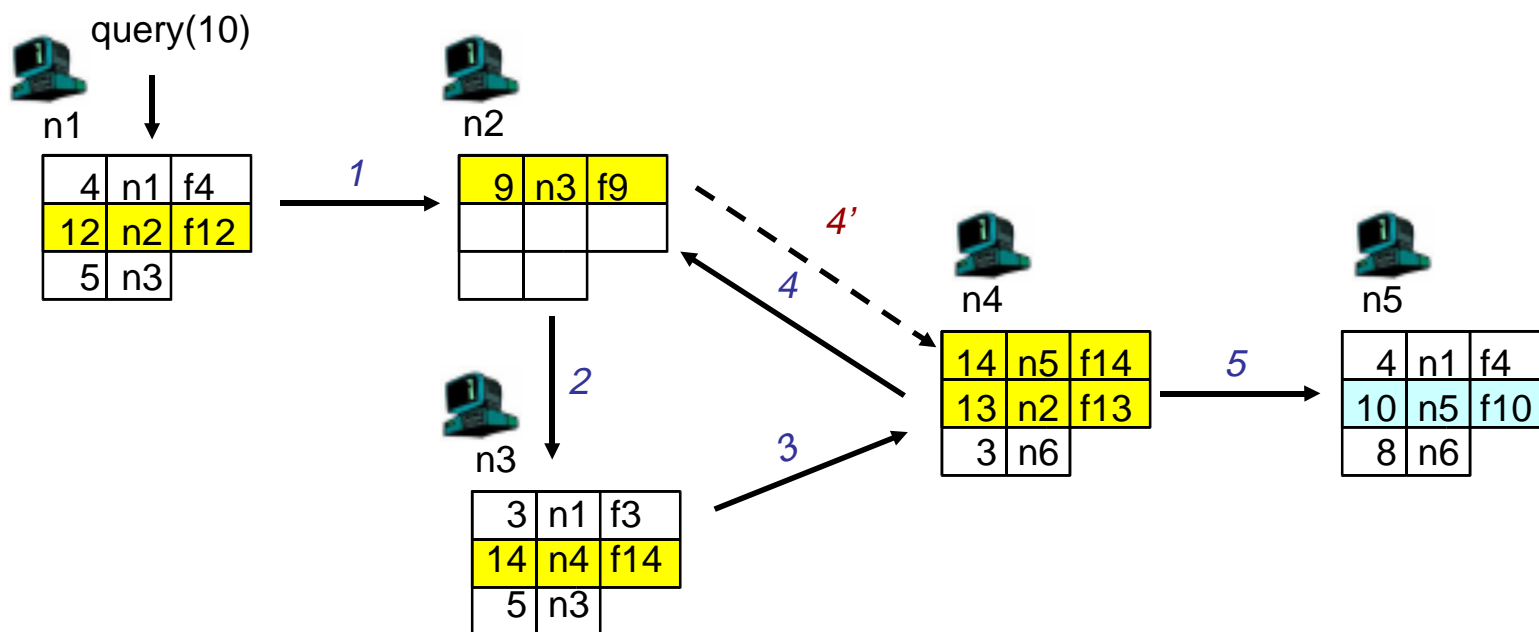 query(10)
n1
4 n1 f4
12 n2 f12
5 n3
1
n2
9 n3 f9
2
n3
3 n1 f3
14 n4 f14
5 n3
3
4
4’
n4
14 n5 f14
13 n2 f13
3 n6
5
n5
4 n1 f4
10 n5 f10
8 n6